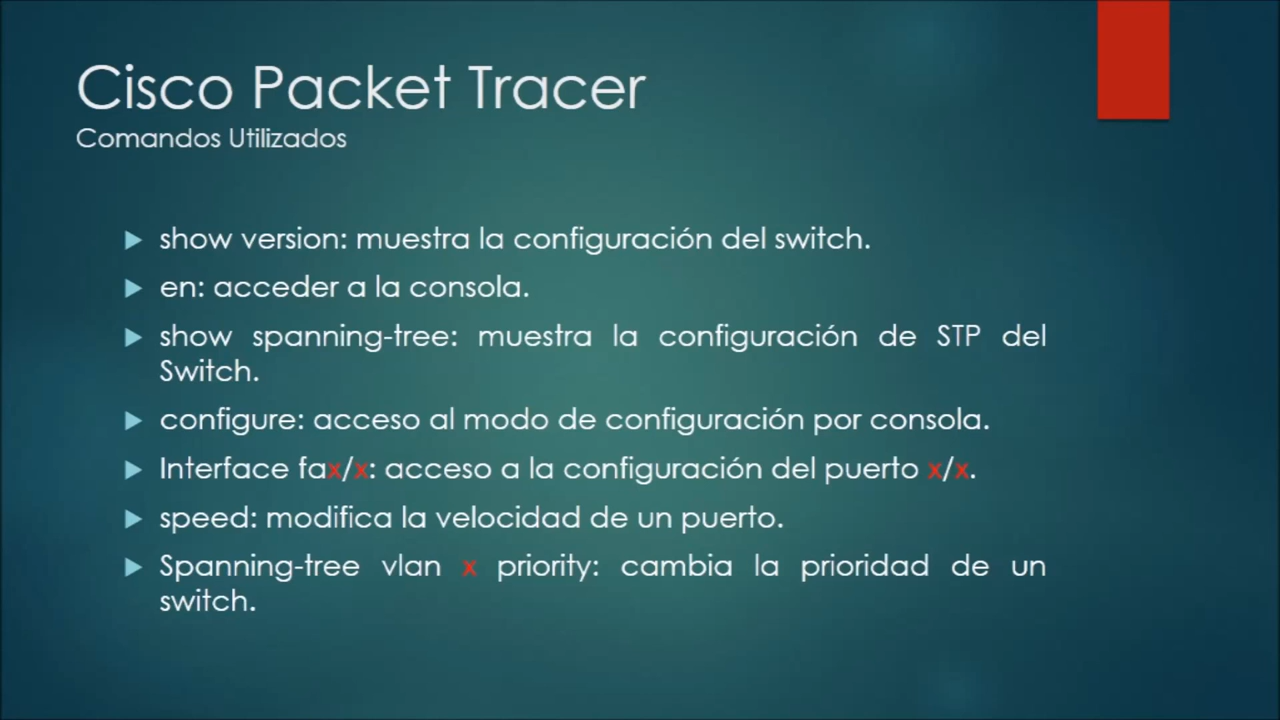 Cisco Packet Tracer
Comandos Utilizados
show version: muestra la configuración del switch.
en: acceder a la consola.
show spanning-tree: muestra la configuración de STP del
Switch.
configure: acceso al modo de configuración por consola.
Interface fax/x: acceso a la configuración del puerto x/x.
speed: modifica la velocidad de un puerto.
Spanning-tree vlan x priority: cambia la prioridad de un
switch.